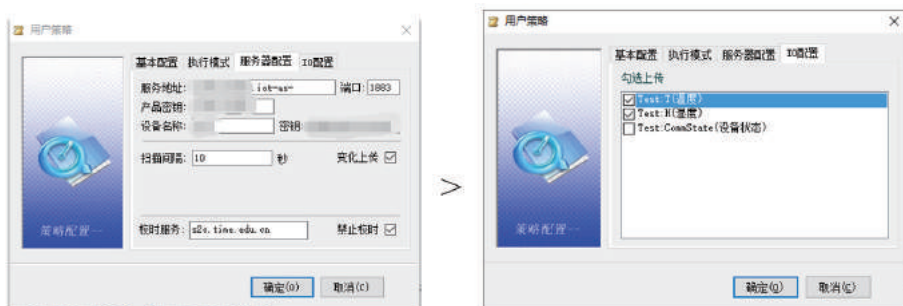 用户策略
基本配置 执行模式 服务器配置 IO配置
服务地址: .iot-as- 端口: 1883
产品密钥:
设备名称: 密钥:
扫描间隔: 10 秒 变化上传
校时服务: s2c.time.edu.cn 禁止校时
策略配置
确定(O) 取消(C)
>
用户策略
基本配置 执行模式 服务器配置 IO配置
勾选上传
Test:T(温度)
Test:H(湿度)
Test:CommState(设备状态)
策略配置
确定(O) 取消(C)